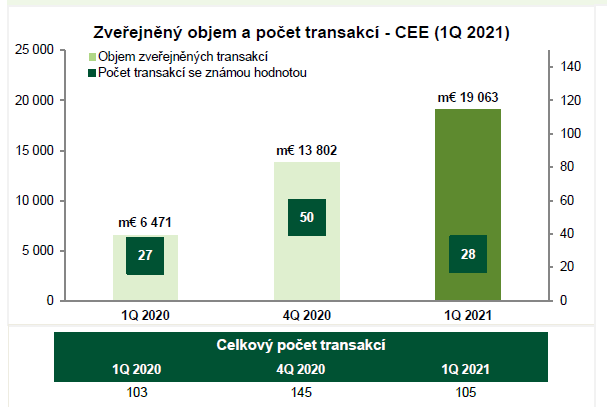 Zveřejněný objem a počet transakcí - CEE (1Q 2021)
Objem zveřejněných transakcí
Počet transakcí se známou hodnotou
25 000
20 000
15 000
10 000
5 000
0
140
120
100
80
60
40
20
0
m€ 6 471
m€ 13 802
m€ 19 063
27
50
28
1Q 2020 4Q 2020 1Q 2021
Celkový počet transakcí
1Q 2020 4Q 2020 1Q 2021
103 145 105